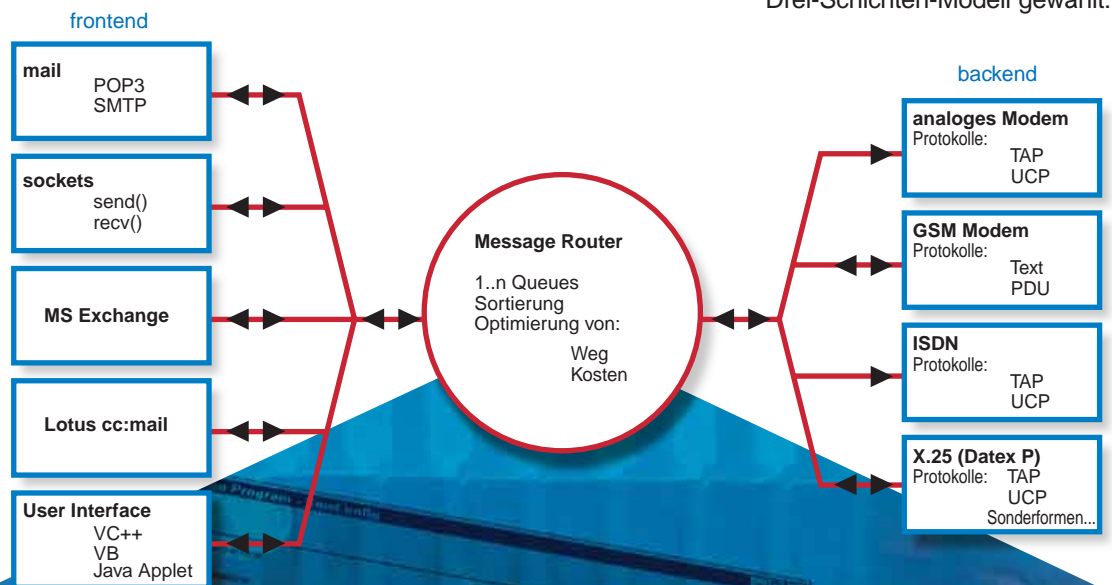 Drei-Schichten-Modell gewählt.
frontend
mail
POP3
SMTP
sockets
send()
recv()
MS Exchange
Lotus cc:mail
User Interface
VC++
VB
Java Applet
Message Router
1..n Queues
Sortierung
Optimierung von:
Weg
Kosten
backend
analoges Modem
Protokolle:
TAP
UCP
GSM Modem
Protokolle:
Text
PDU
ISDN
Protokolle:
TAP
UCP
X.25 (Datex P)
Protokolle: TAP
UCP
Sonderformen...